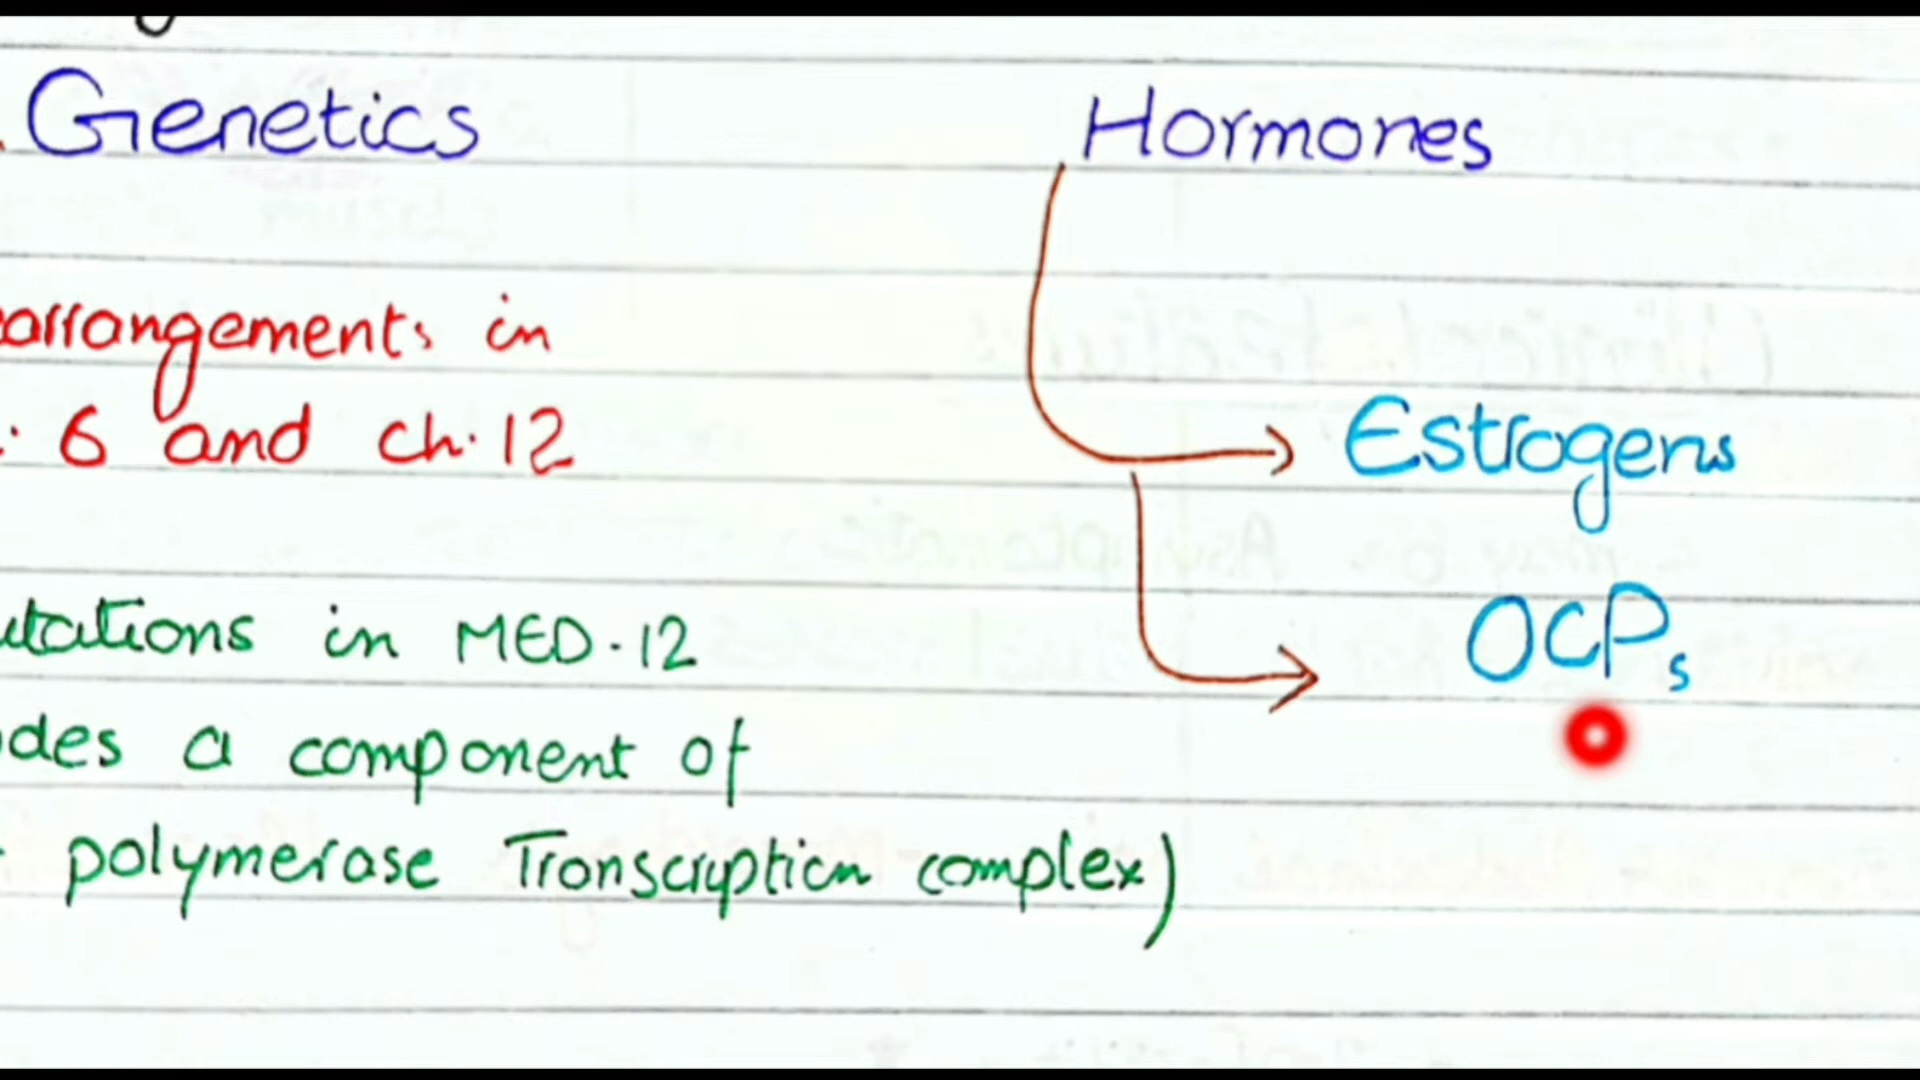 Genetics
Hormones
arrangements in
6 and ch. 12
Estrogens
utations in MED-12
OCPs
des a component of
polymerase Transcription complex)